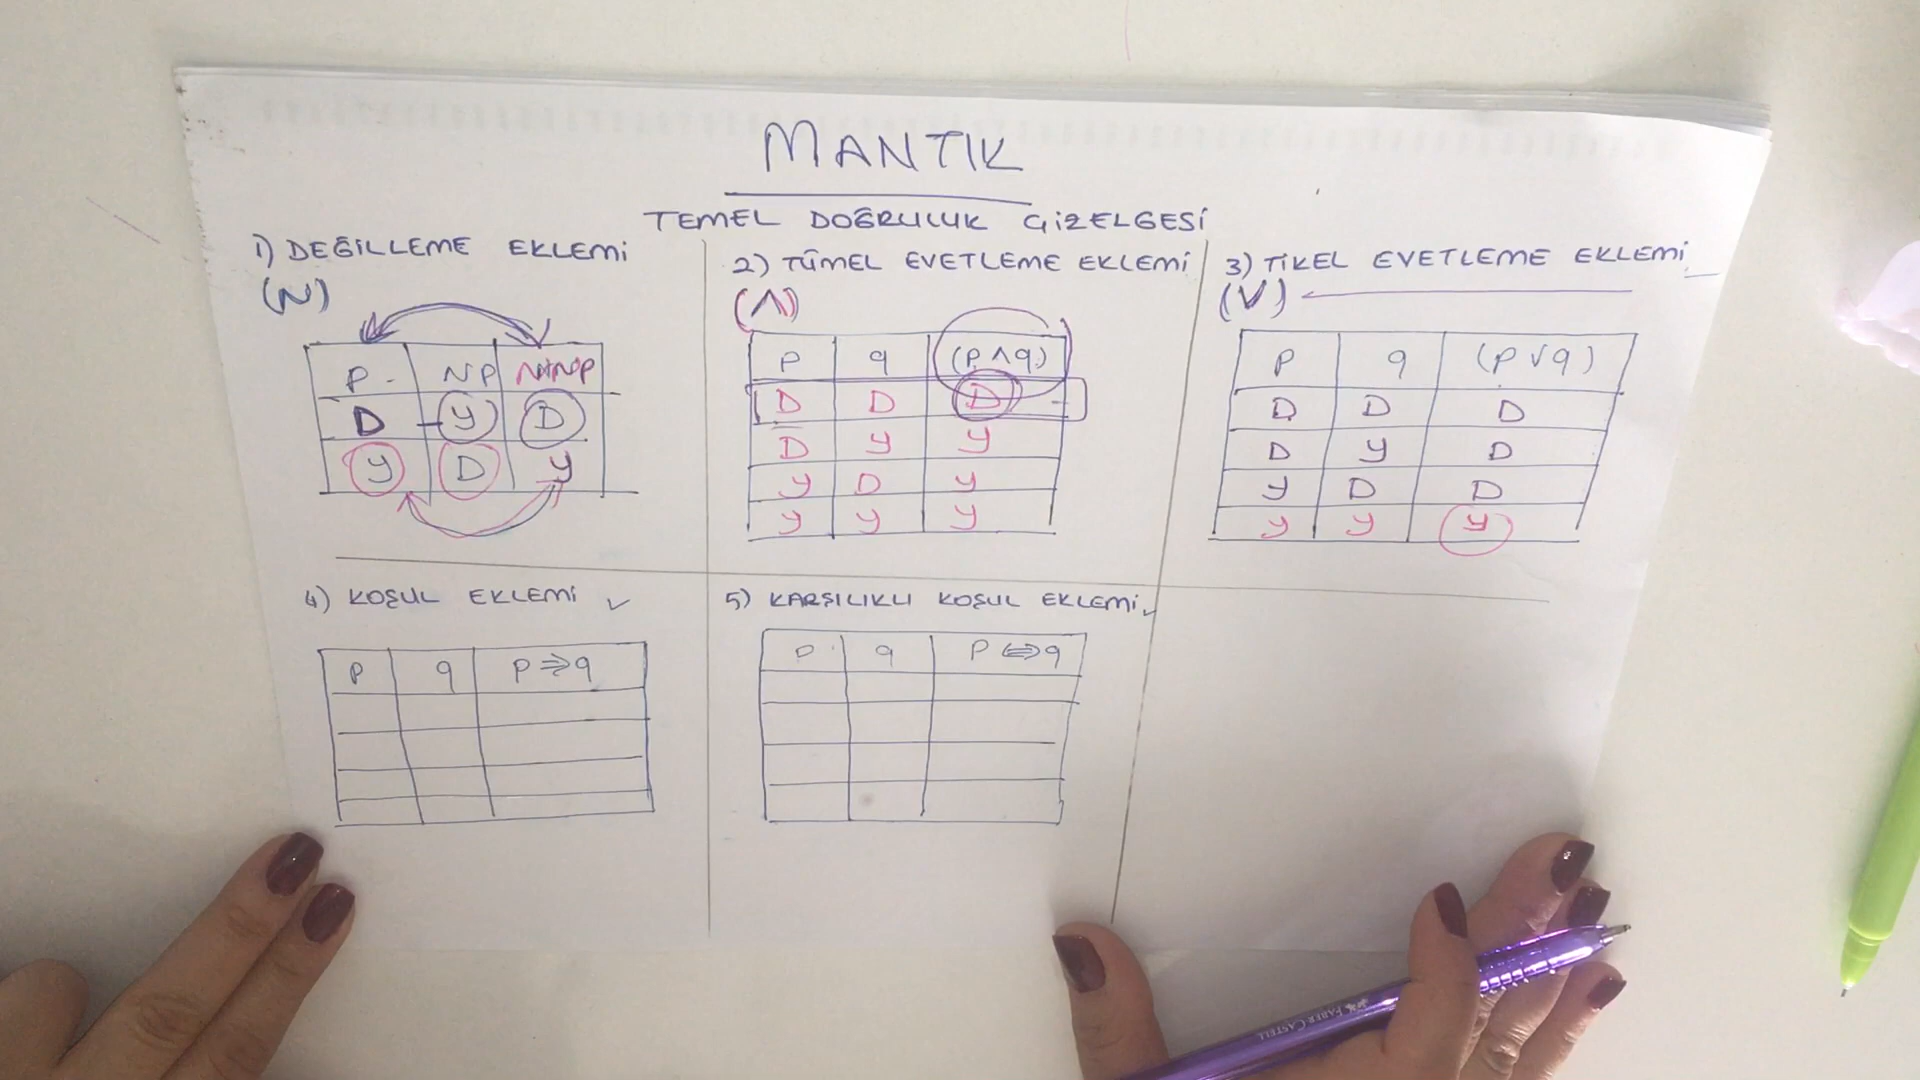 MANTIK
TEMEL DOĞRULUK ÇİZELGESİ
1) DEĞİLLEME EKLEMİ
(N)
P NP NNP
D Y D
Y D Y
2) TÜMEL EVETLEME EKLEMİ
(Λ)
P q (P Λ q)
D D D
D Y Y
Y D Y
Y Y Y
3) TİKEL EVETLEME EKLEMİ
(V)
P q (P V q)
D D D
D Y D
Y D D
Y Y Y
4) KOŞUL EKLEMİ ✓
P q P ⇒ q
5) KARŞILIKLI KOŞUL EKLEMİ ✓
P q P ⇔ q
FABER CASTELL